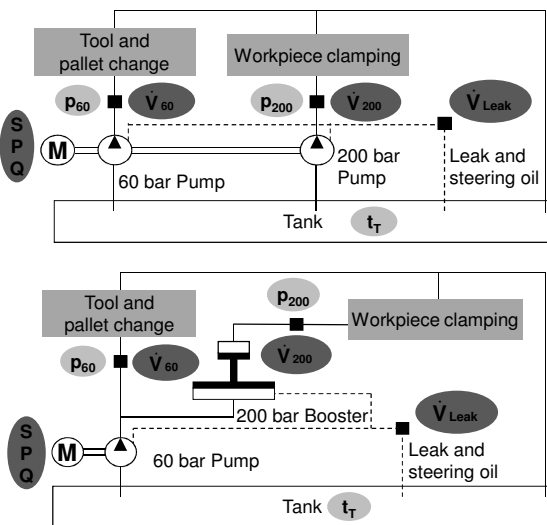 Tool and
pallet change
Workpiece clamping
p60
V̇60
p200
V̇200
V̇Leak
S
P
Q
M
60 bar Pump
200 bar
Pump
Leak and
steering oil
Tank
tT
Tool and
pallet change
p200
Workpiece clamping
p60
V̇60
V̇200
200 bar Booster
V̇Leak
S
P
Q
M
60 bar Pump
Leak and
steering oil
Tank
tT